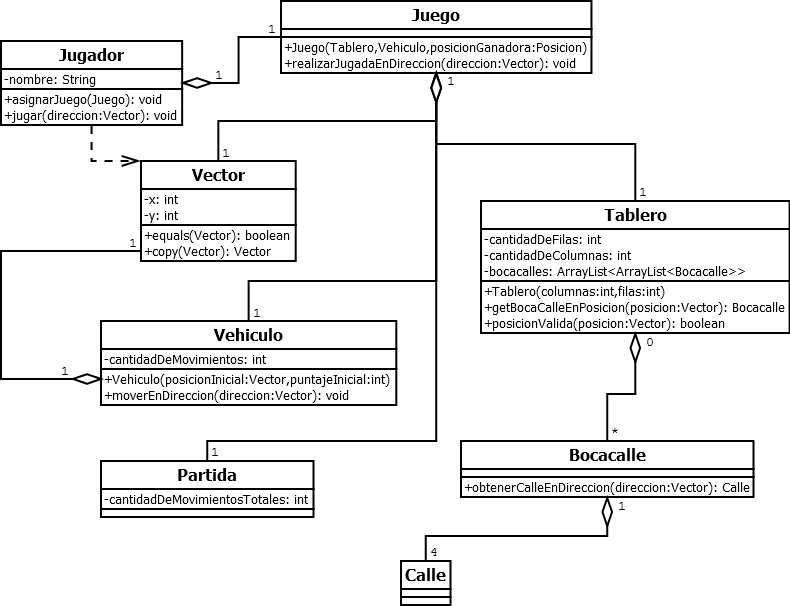 Juego
+Juego(Tablero,Vehiculo,posicionGanadora:Posicion)
+realizarJugadaEnDireccion(direccion:Vector): void
1
1
1
Jugador
-nombre: String
+asignarJuego(Juego): void
+jugar(direccion:Vector): void
1
Vector
-x: int
-y: int
+equals(Vector): boolean
+copy(Vector): Vector
1
1
Tablero
-cantidadDeFilas: int
-cantidadDeColumnas: int
-bocacalles: ArrayList<ArrayList<Bocacalle>>
+Tablero(columnas:int,filas:int)
+getBocaCalleEnPosicion(posicion:Vector): Bocacalle
+posicionValida(posicion:Vector): boolean
0
1
Vehiculo
-cantidadDeMovimientos: int
+Vehiculo(posicionInicial:Vector,puntajeInicial:int)
+moverEnDireccion(direccion:Vector): void
1
1
Partida
-cantidadDeMovimientosTotales: int
*
Bocacalle
+obtenerCalleEnDireccion(direccion:Vector): Calle
1
4
Calle